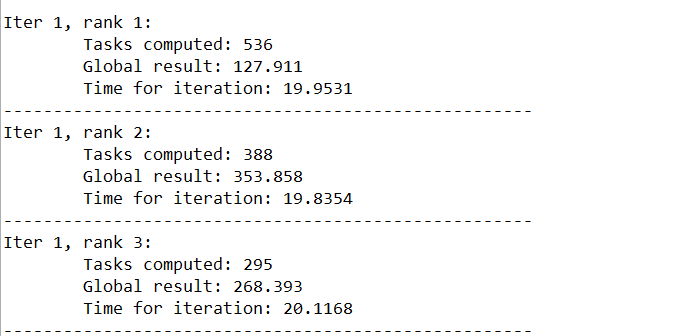 Iter 1, rank 1:
Tasks computed: 536
Global result: 127.911
Time for iteration: 19.9531
-----------------------------------------------------
Iter 1, rank 2:
Tasks computed: 388
Global result: 353.858
Time for iteration: 19.8354
-----------------------------------------------------
Iter 1, rank 3:
Tasks computed: 295
Global result: 268.393
Time for iteration: 20.1168
-----------------------------------------------------